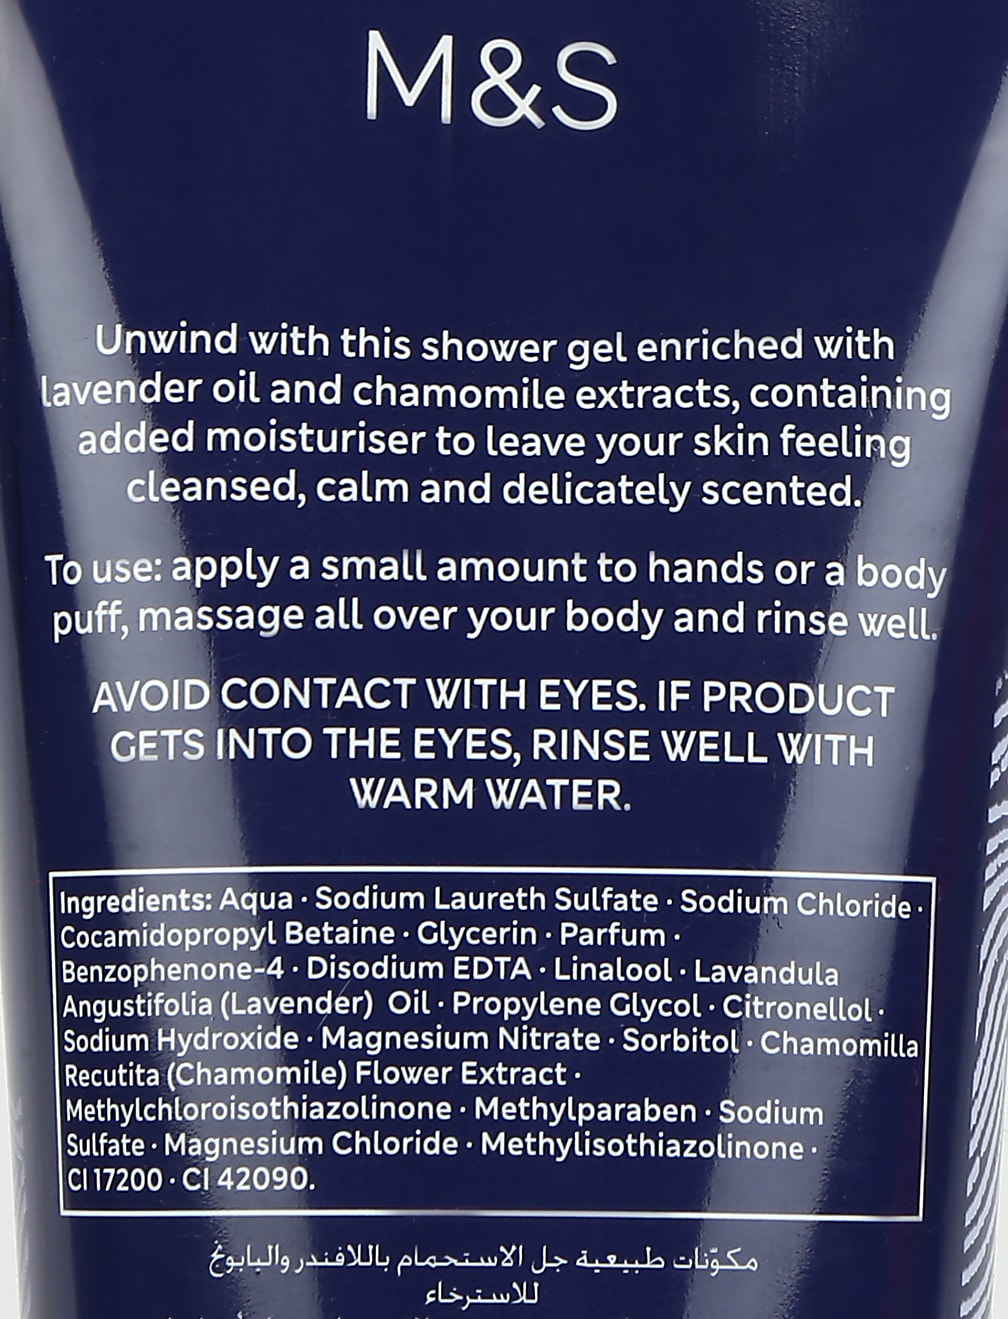 M&S
Unwind with this shower gel enriched with
lavender oil and chamomile extracts, containing
added moisturiser to leave your skin feeling
cleansed, calm and delicately scented.
To use: apply a small amount to hands or a body
puff, massage all over your body and rinse well.
AVOID CONTACT WITH EYES. IF PRODUCT
GETS INTO THE EYES, RINSE WELL WITH
WARM WATER.
Ingredients: Aqua · Sodium Laureth Sulfate · Sodium Chloride ·
Cocamidopropyl Betaine · Glycerin · Parfum ·
Benzophenone-4 · Disodium EDTA · Linalool · Lavandula
Angustifolia (Lavender) Oil · Propylene Glycol · Citronellol ·
Sodium Hydroxide · Magnesium Nitrate · Sorbitol · Chamomilla
Recutita (Chamomile) Flower Extract ·
Methylchloroisothiazolinone · Methylparaben · Sodium
Sulfate · Magnesium Chloride · Methylisothiazolinone ·
CI 17200 · CI 42090.
مكوّنات طبيعية جل الاستحمام باللافندر والبابونج
للاسترخاء